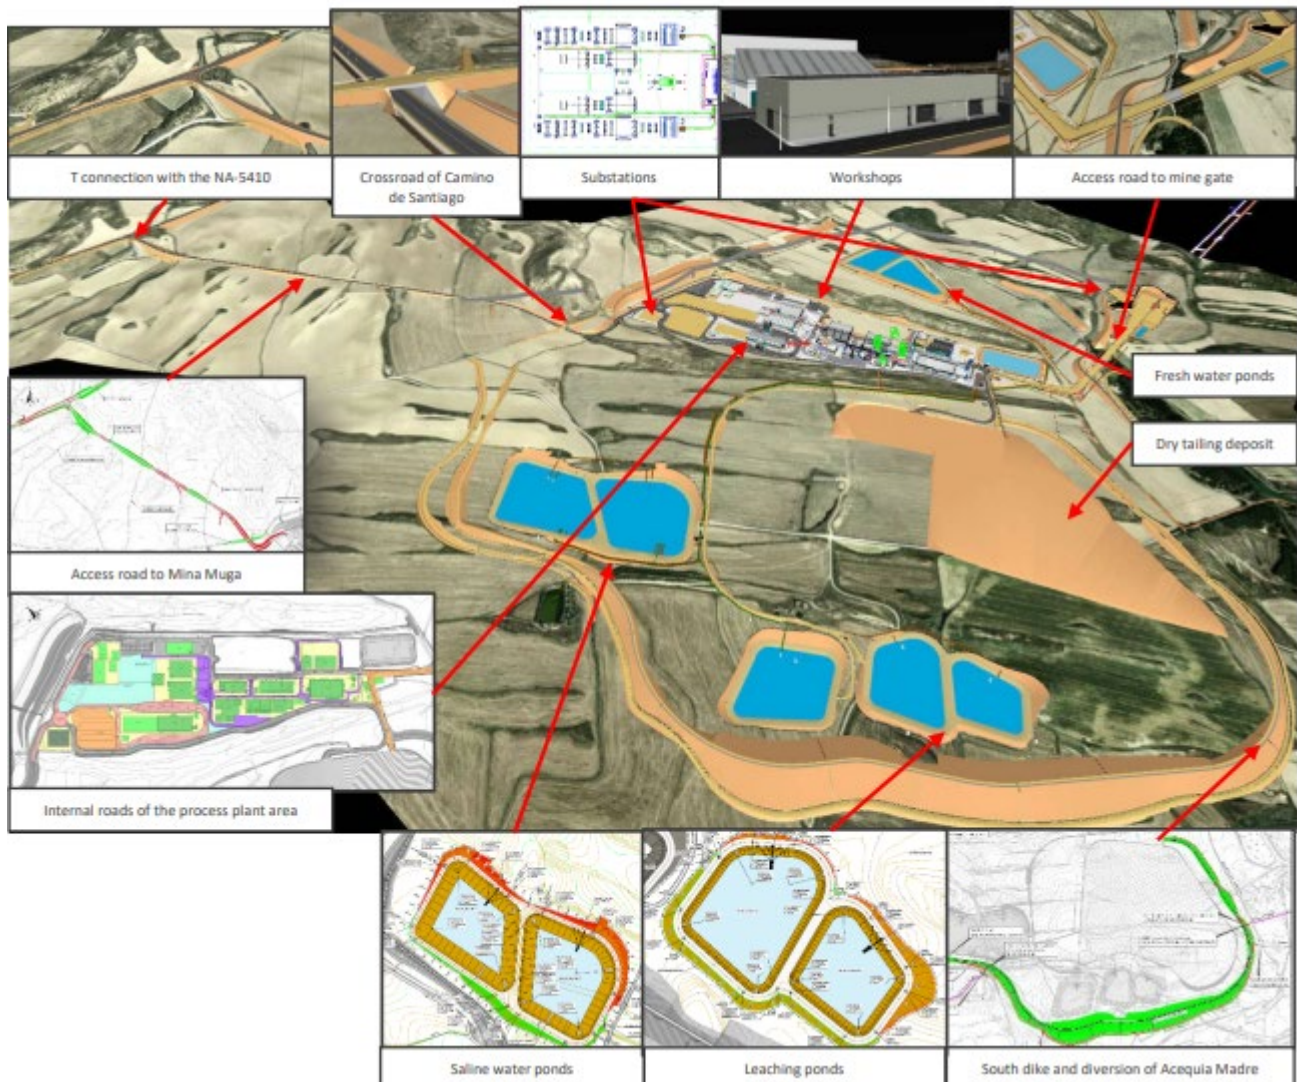 T connection with the NA-5410
Crossroad of Camino
de Santiago
Substations
Workshops
Access road to mine gate
Fresh water ponds
Dry tailing deposit
Access road to Mina Muga
Internal roads of the process plant area
Saline water ponds
Leaching ponds
South dike and diversion of Acequia Madre